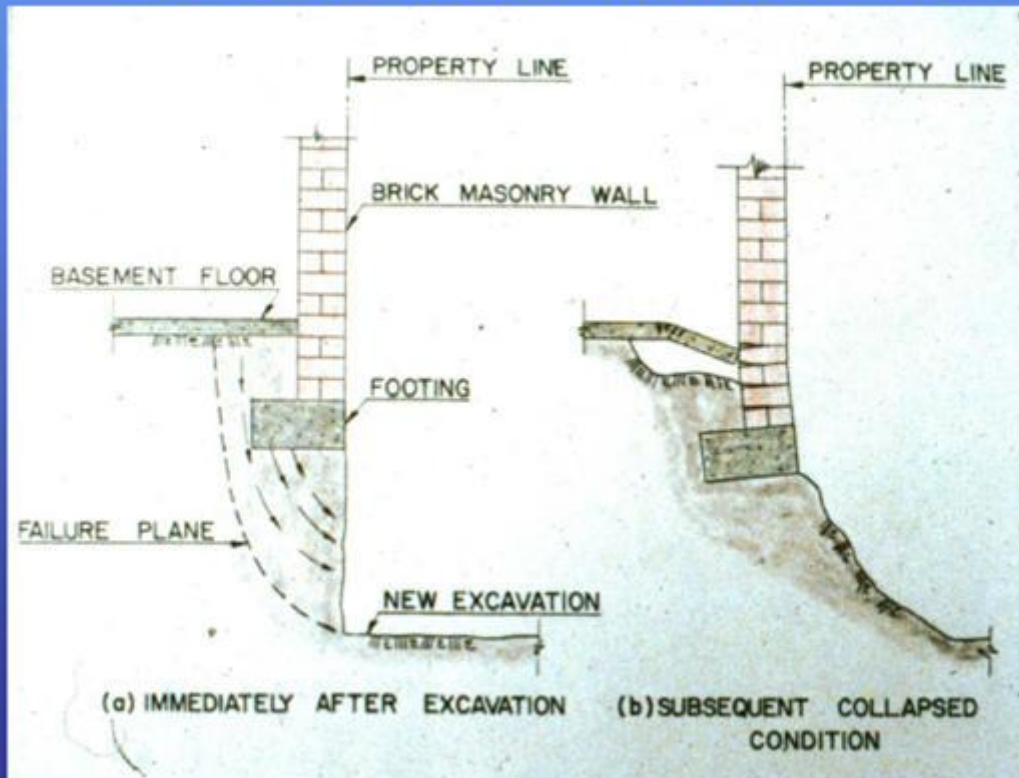 PROPERTY LINE
PROPERTY LINE
BRICK MASONRY WALL
BASEMENT FLOOR
FOOTING
FAILURE PLANE
NEW EXCAVATION
(a) IMMEDIATELY AFTER EXCAVATION
(b) SUBSEQUENT COLLAPSED
CONDITION